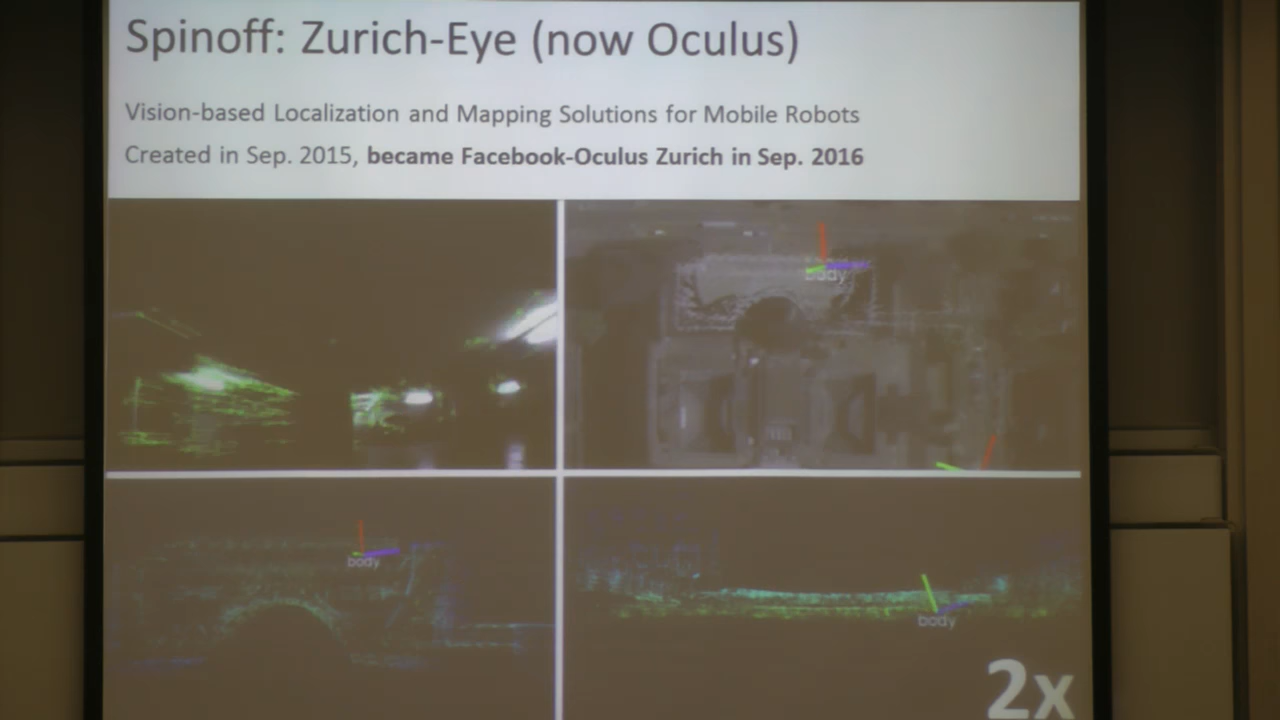 Spinoff: Zurich-Eye (now Oculus)
Vision-based Localization and Mapping Solutions for Mobile Robots
Created in Sep. 2015, became Facebook-Oculus Zurich in Sep. 2016
body
body
body
2x